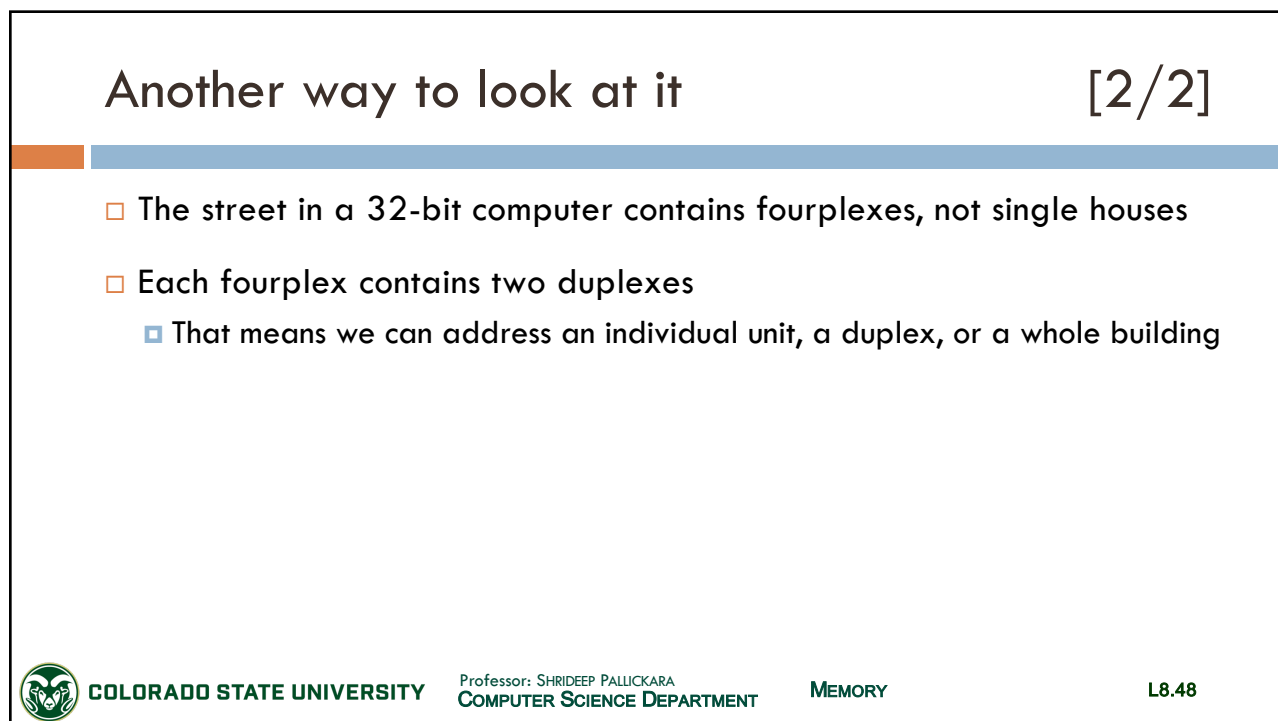 Another way to look at it [2/2]
The street in a 32-bit computer contains fourplexes, not single houses
Each fourplex contains two duplexes
That means we can address an individual unit, a duplex, or a whole building
COLORADO STATE UNIVERSITY
Professor: SHRIDEEP PALLICKARA
COMPUTER SCIENCE DEPARTMENT
MEMORY
L8.48